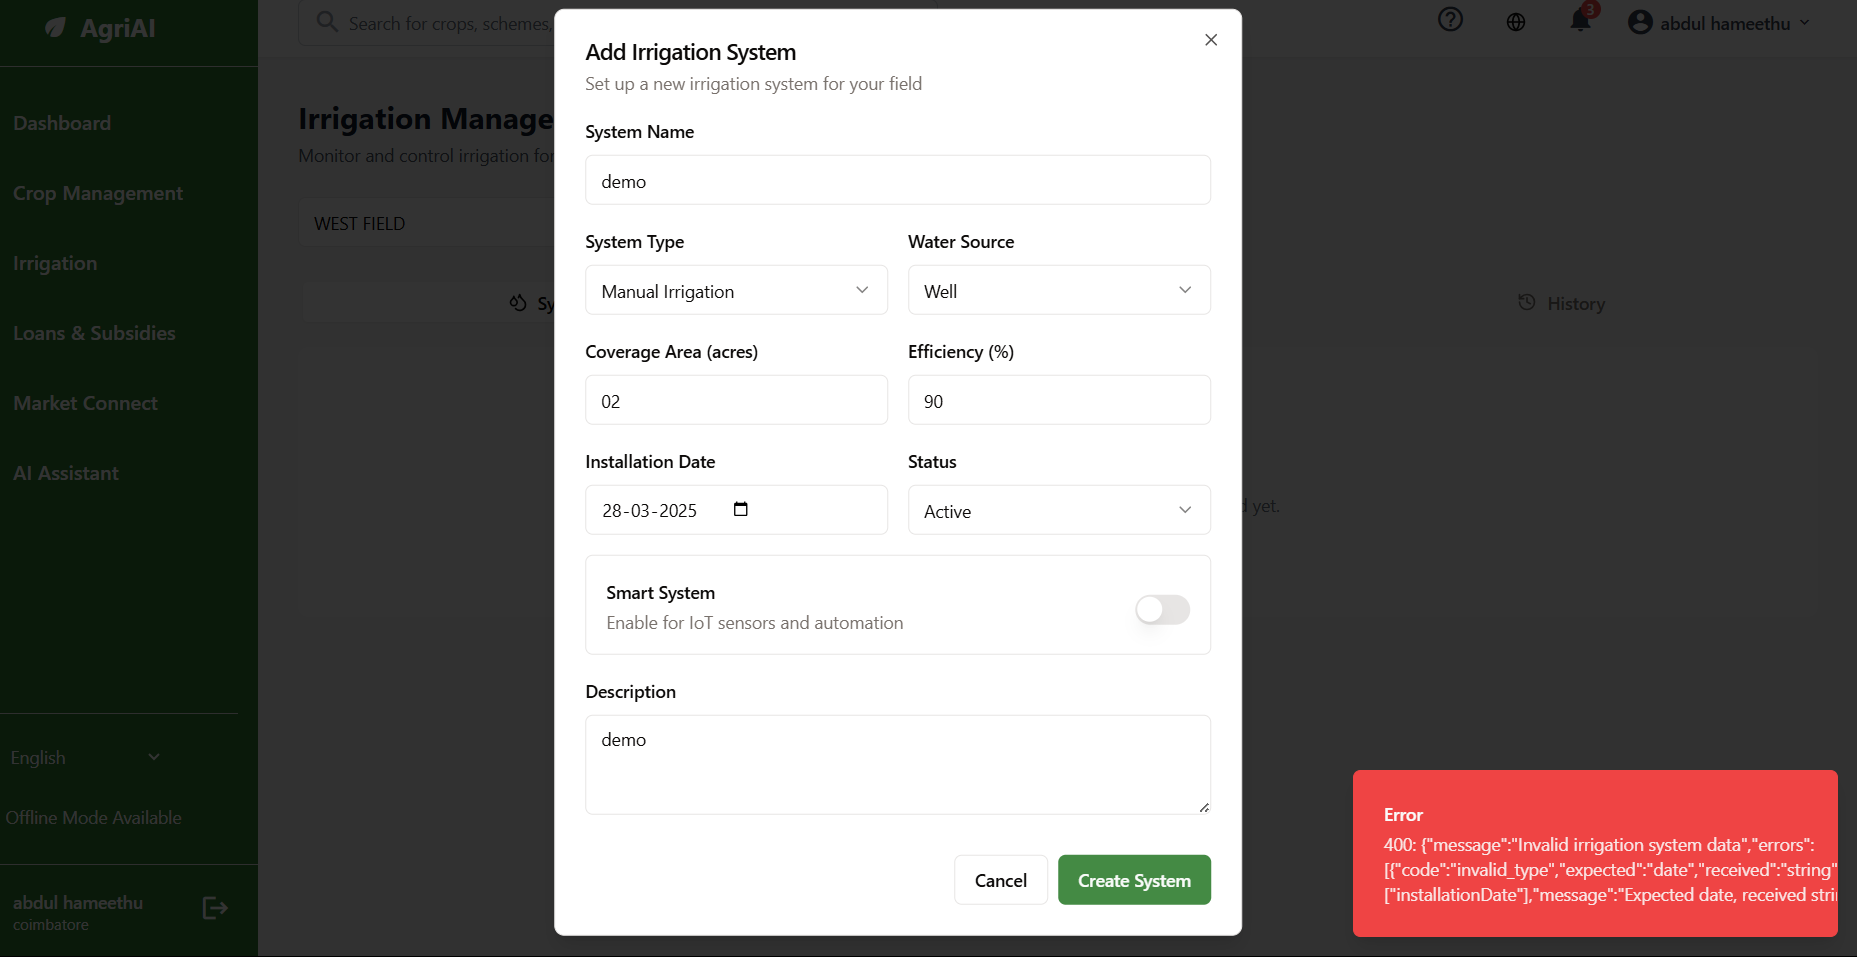 AgriAI
Search for crops, schemes,
3
abdul hameethu
Dashboard
Crop Management
Irrigation
Loans & Subsidies
Market Connect
AI Assistant
English
Offline Mode Available
abdul hameethu
coimbatore
Irrigation Manage
Monitor and control irrigation for
WEST FIELD
Sy
History
d yet.
Add Irrigation System
Set up a new irrigation system for your field
System Name
demo
System Type
Water Source
Manual Irrigation
Well
Coverage Area (acres)
Efficiency (%)
02
90
Installation Date
Status
28-03-2025
Active
Smart System
Enable for IoT sensors and automation
Description
demo
Cancel
Create System
Error
400: {"message":"Invalid irrigation system data","errors":
[{"code":"invalid_type","expected":"date","received":"string"
["installationDate"],"message":"Expected date, received stri